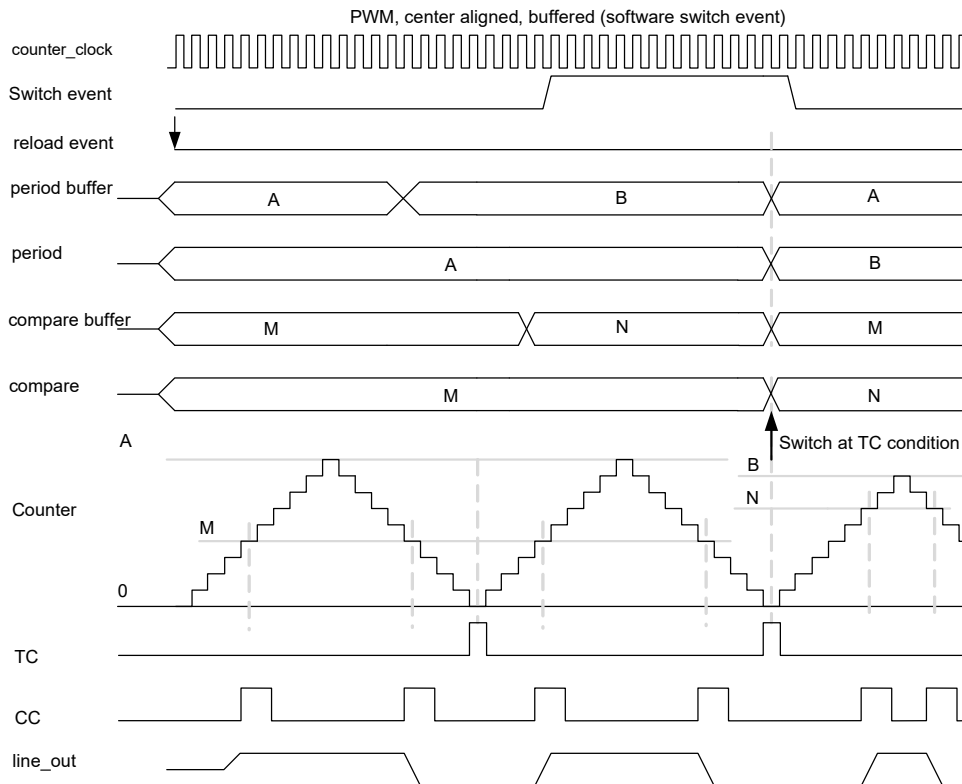 PWM, center aligned, buffered (software switch event)
counter_clock
Switch event
reload event
period buffer
A
B
A
period
A
B
compare buffer
M
N
M
compare
M
N
A
Switch at TC condition
B
N
Counter
M
0
TC
CC
line_out